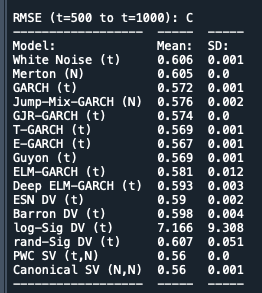 RMSE (t=500 to t=1000): C
------------------ ----- -----
Model: Mean: SD:
White Noise (t) 0.606 0.001
Merton (N) 0.605 0.0
GARCH (t) 0.572 0.001
Jump-Mix-GARCH (N) 0.576 0.002
GJR-GARCH (t) 0.574 0.0
T-GARCH (t) 0.569 0.001
E-GARCH (t) 0.567 0.001
Guyon (t) 0.569 0.001
ELM-GARCH (t) 0.581 0.012
Deep ELM-GARCH (t) 0.593 0.003
ESN DV (t) 0.59 0.002
Barron DV (t) 0.598 0.004
log-Sig DV (t) 7.166 9.308
rand-Sig DV (t) 0.607 0.051
PWC SV (t,N) 0.56 0.0
Canonical SV (N,N) 0.56 0.001
------------------ ----- -----